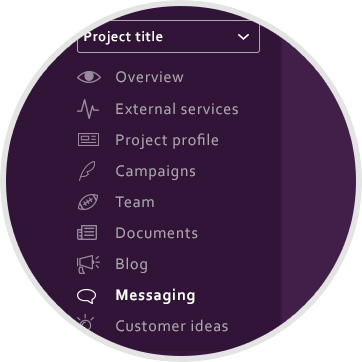 Project title
Overview
External services
Project profile
Campaigns
Team
Documents
Blog
Messaging
Customer ideas